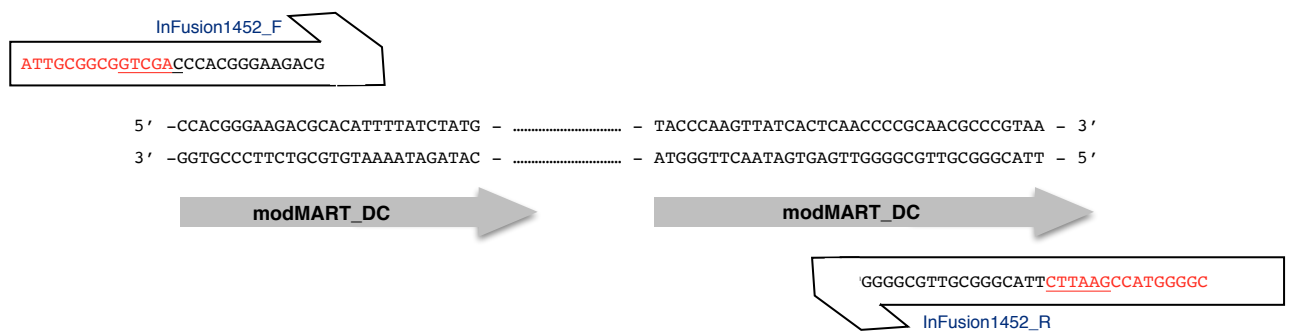 InFusion1452_F
ATTGCGGCGGTCGACCCACGGGAAGACG
5’ –CCACGGGAAGACGCACATTTTATCTATG – ………………………… – TACCCAAGTTATCACTCAACCCCGCAACGCCCGTAA – 3’
3’ –GGTGCCCTTCTGCGTGTAAAATAGATAC – ………………………… – ATGGGTTCAATAGTGAGTTGGGGCGTTGCGGGCATT – 5’
modMART_DC modMART_DC
GGGGCGTTGCGGGCATTCTTAAGCCATGGGGC
InFusion1452_R